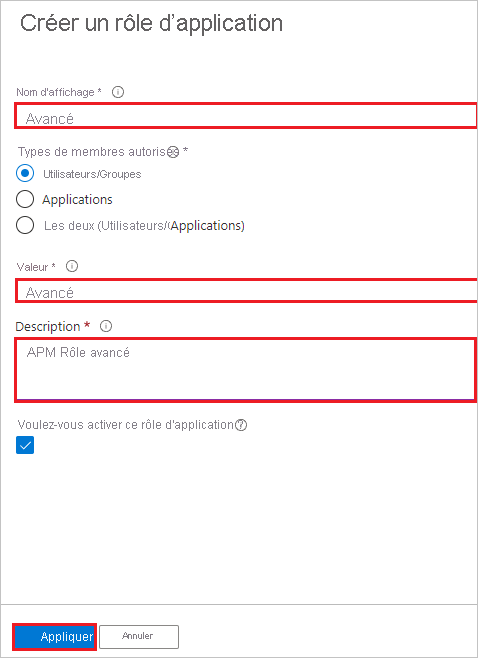 Créer un rôle d’application
Nom d'affichage *
Avancé
Types de membres autorisés *
Utilisateurs/Groupes
Applications
Les deux (Utilisateurs/Applications)
Valeur *
Avancé
Description *
APM Rôle avancé
Voulez-vous activer ce rôle d'application
Appliquer
Annuler